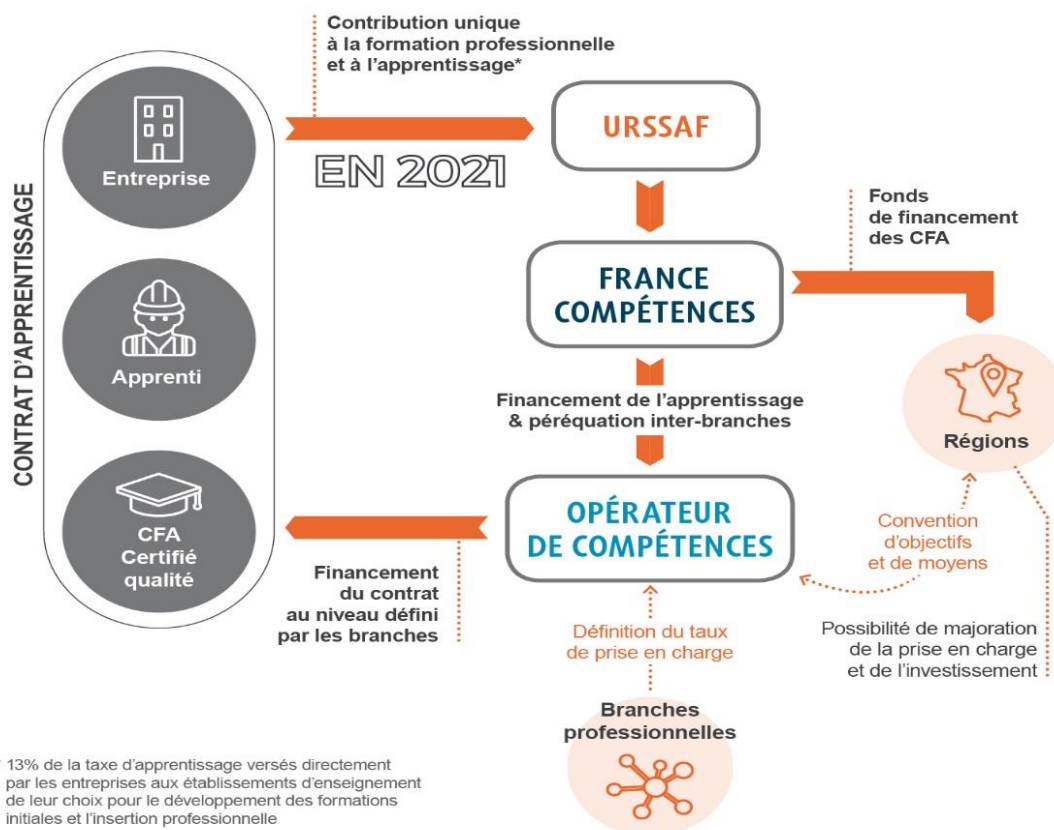 CONTRAT D'APPRENTISSAGE
Entreprise
Apprenti
CFA
Certifié
qualité
Contribution unique
à la formation professionnelle
et à l'apprentissage*
EN 2021
URSSAF
Fonds
de financement
des CFA
FRANCE
COMPÉTENCES
Financement de l'apprentissage
& péréquation inter-branches
Régions
OPÉRATEUR
DE COMPÉTENCES
Convention
d'objectifs
et de moyens
Financement
du contrat
au niveau défini
par les branches
Définition du taux
de prise en charge
Possibilité de majoration
de la prise en charge
et de l'investissement
Branches
professionnelles
13% de la taxe d'apprentissage versés directement
par les entreprises aux établissements d'enseignement
de leur choix pour le développement des formations
initiales et l'insertion professionnelle